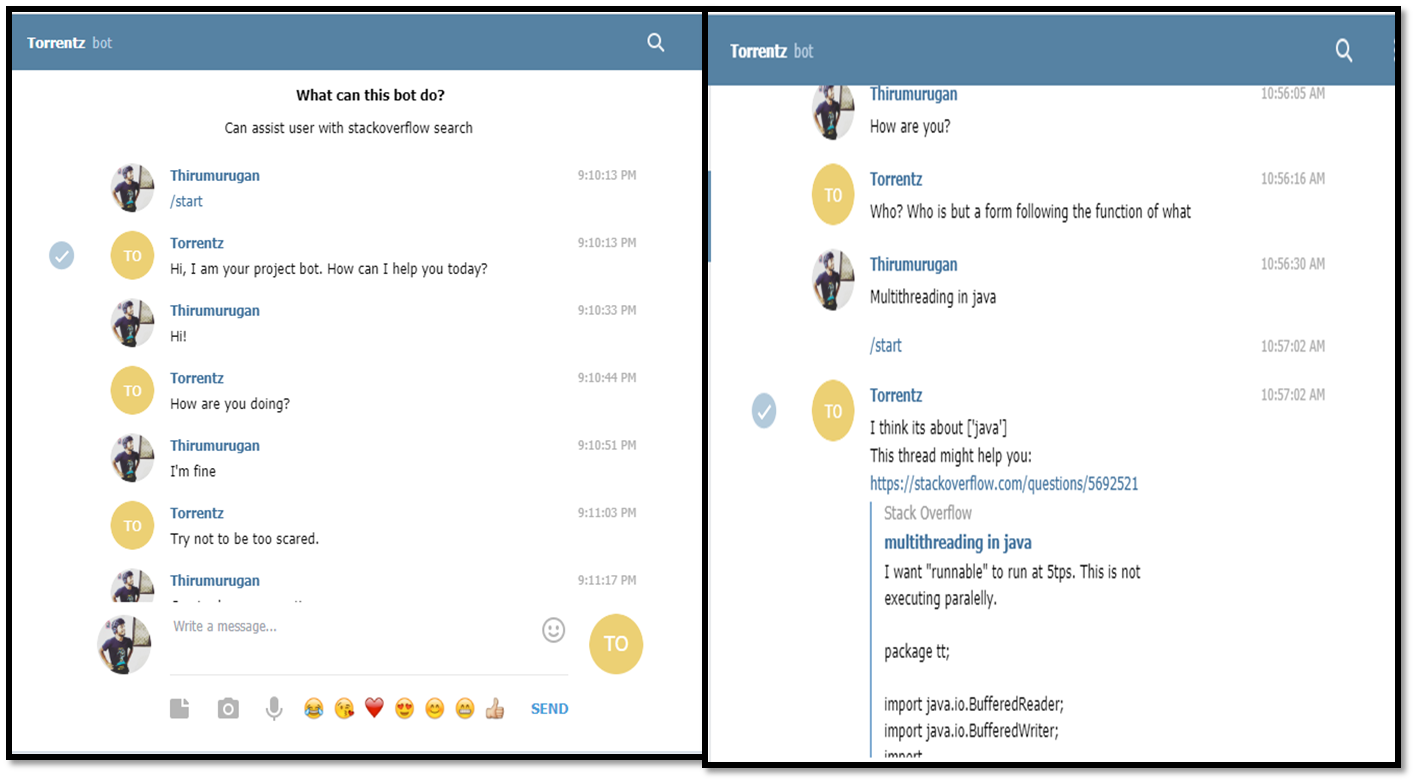 Torrentz bot
What can this bot do?
Can assist user with stackoverflow search
Thirumurugan 9:10:13 PM
/start
Torrentz 9:10:13 PM
TO
Hi, I am your project bot. How can I help you today?
Thirumurugan 9:10:33 PM
Hi!
Torrentz 9:10:44 PM
TO
How are you doing?
Thirumurugan 9:10:51 PM
I'm fine
Torrentz 9:11:03 PM
TO
Try not to be too scared.
Thirumurugan 9:11:17 PM
Write a message...
TO
SEND
Torrentz bot
Thirumurugan 10:56:05 AM
How are you?
Torrentz 10:56:16 AM
TO
Who? Who is but a form following the function of what
Thirumurugan 10:56:30 AM
Multithreading in java
/start 10:57:02 AM
Torrentz 10:57:02 AM
TO
I think its about ['java']
This thread might help you:
https://stackoverflow.com/questions/5692521
Stack Overflow
multithreading in java
I want "runnable" to run at 5tps. This is not
executing paralelly.
package tt;
import java.io.BufferedReader;
import java.io.BufferedWriter;
import